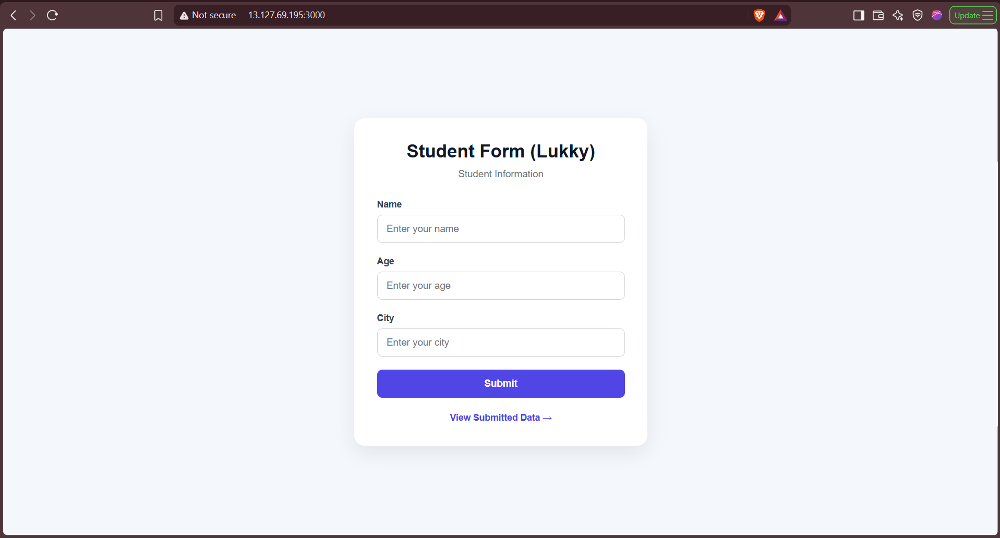 Not secure 13.127.69.195:3000
Update
Student Form (Lukky)
Student Information
Name
Enter your name
Age
Enter your age
City
Enter your city
Submit
View Submitted Data →